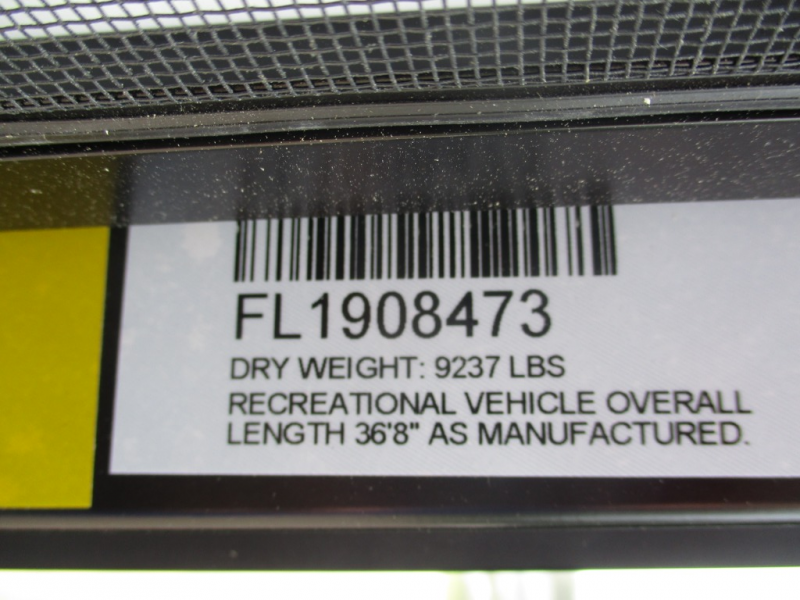 FL1908473
DRY WEIGHT: 9237 LBS
RECREATIONAL VEHICLE OVERALL
LENGTH 36'8" AS MANUFACTURED.